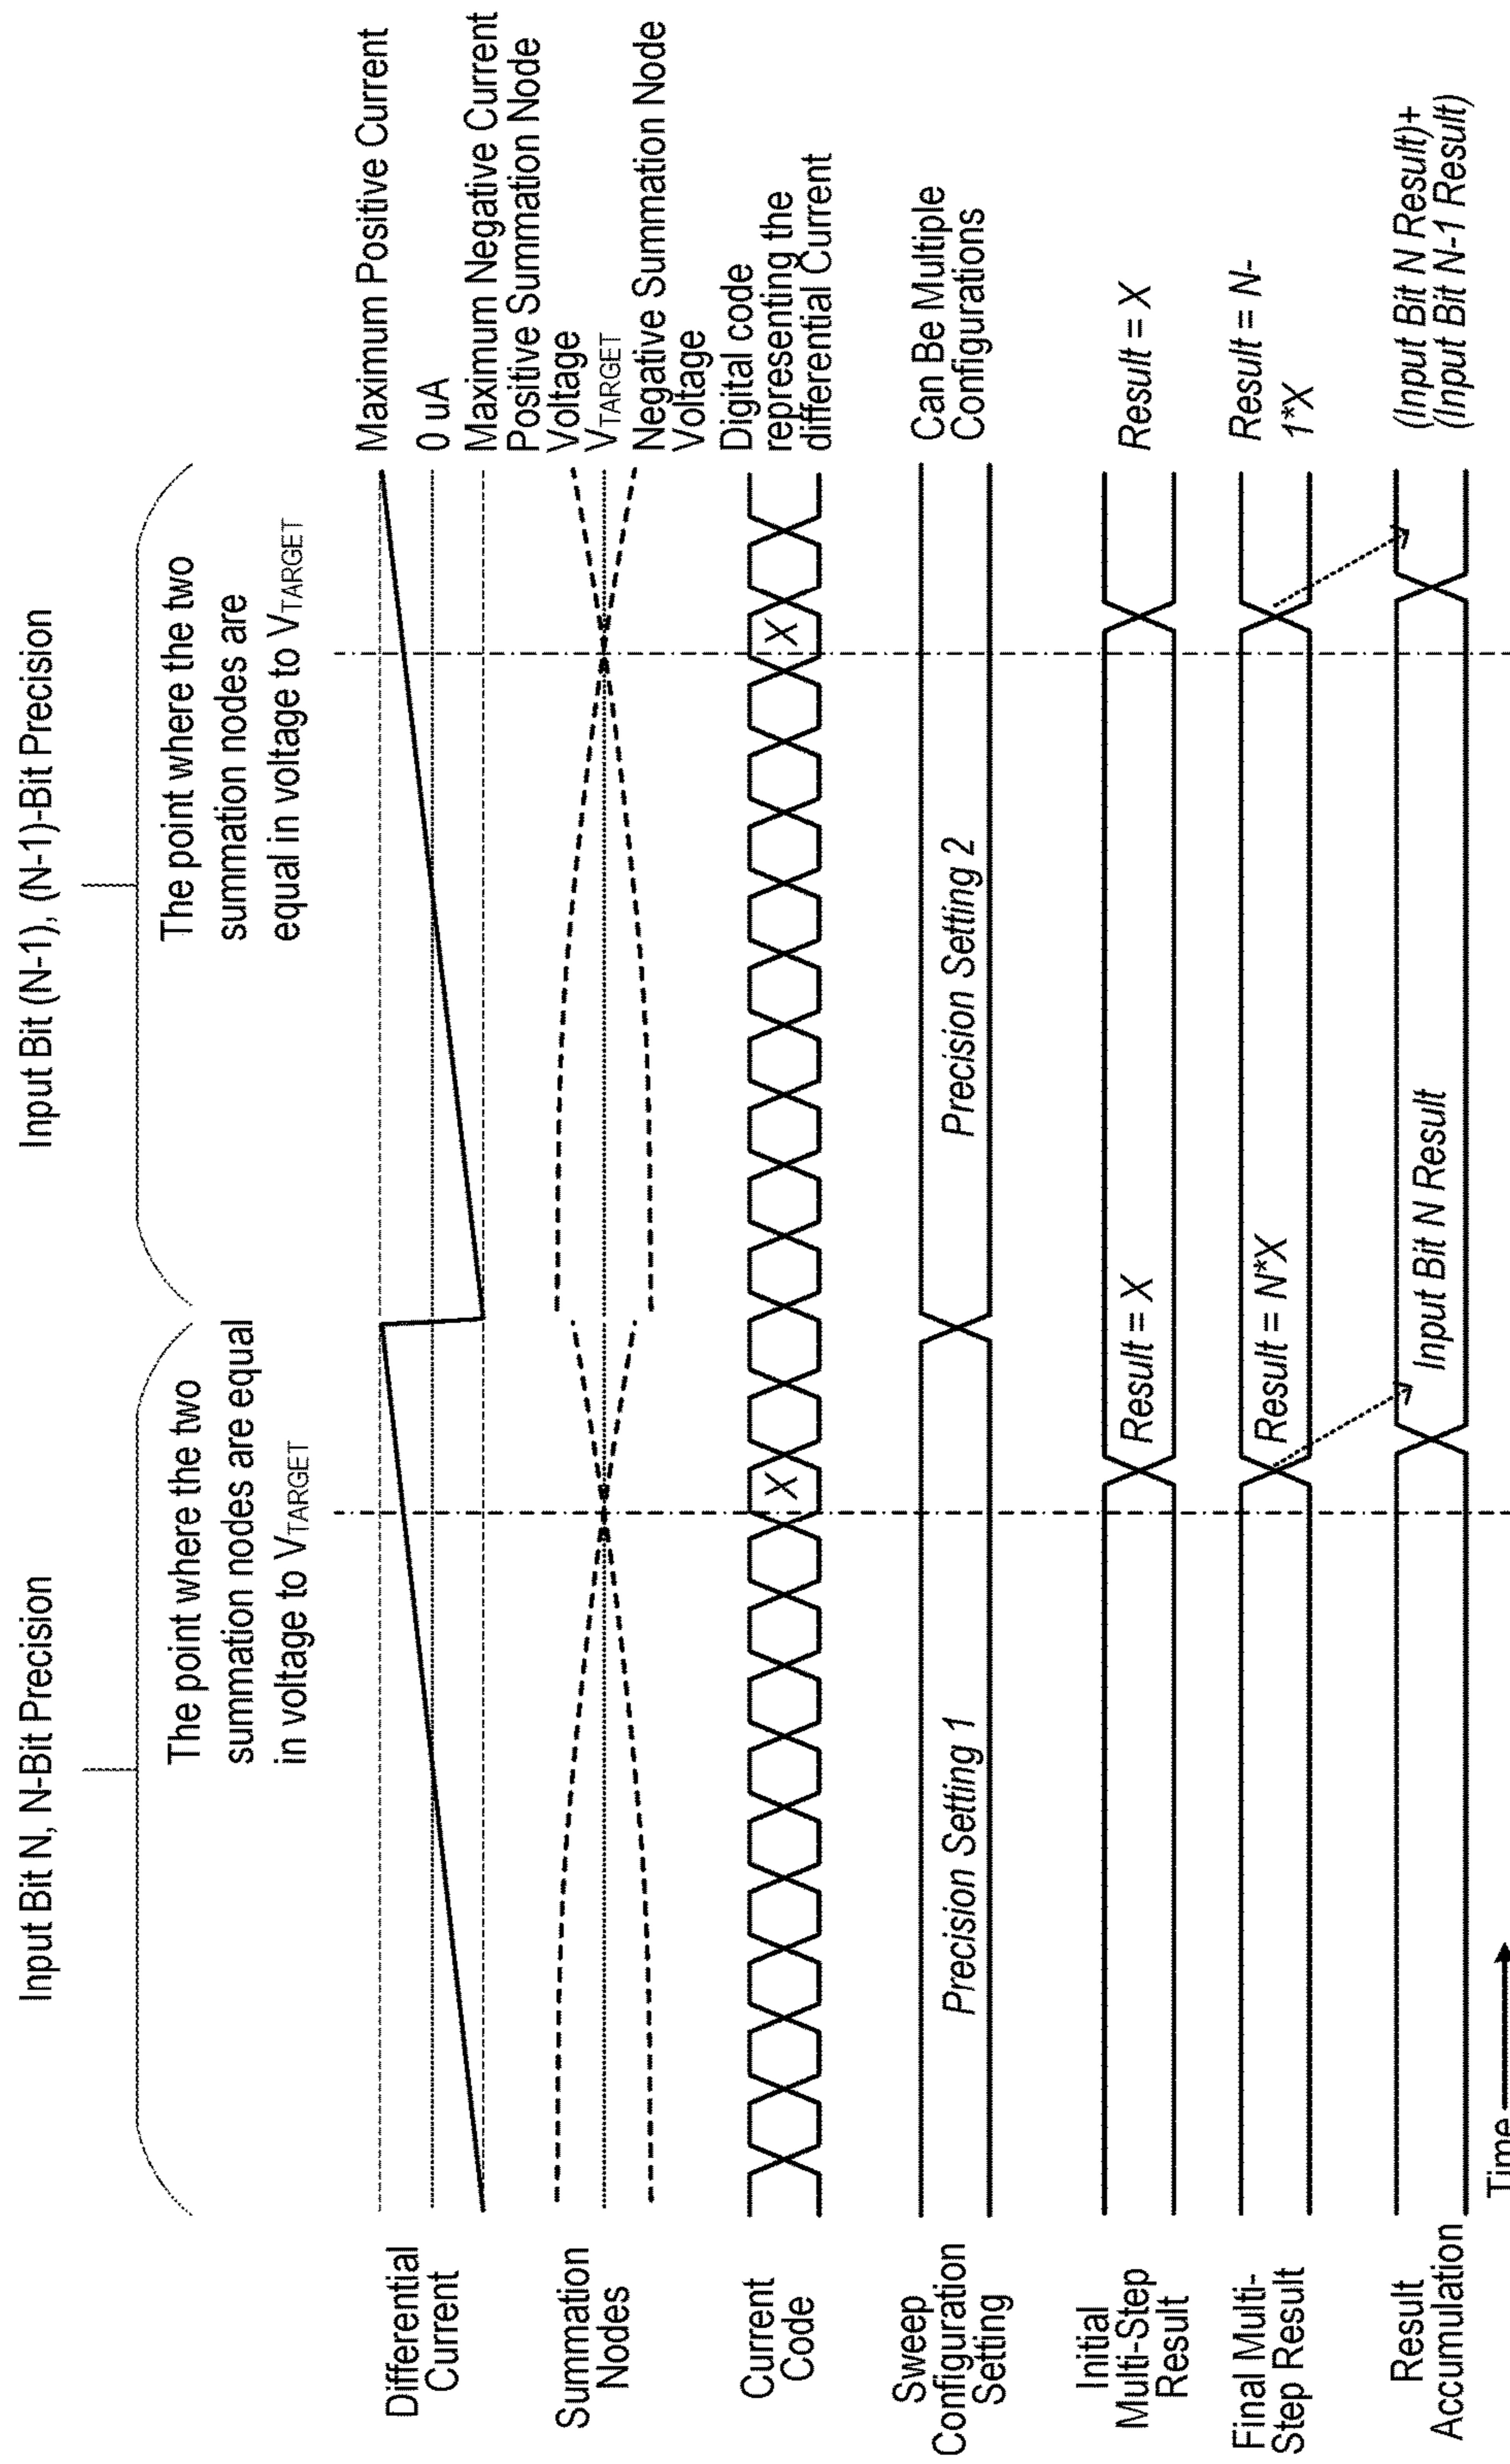 Input Bit N, N-Bit Precision
Input Bit (N-1), (N-1)-Bit Precision
The point where the two
summation nodes are equal
in voltage to VTARGET
The point where the two
summation nodes are
equal in voltage to VTARGET
Differential
Current
Maximum Positive Current
0 uA
Maximum Negative Current
Summation
Nodes
Positive Summation Node
Voltage
VTARGET
Negative Summation Node
Voltage
Current
Code
X
X
Digital code
representing the
differential Current
Sweep
Configuration
Setting
Precision Setting 1
Precision Setting 2
Can Be Multiple
Configurations
Initial
Multi-Step
Result
Result = X
Result = X
Final Multi-
Step Result
Result = N*X
Result = N-
1*X
Result
Accumulation
Input Bit N Result
(Input Bit N Result)+
(Input Bit N-1 Result)
Time